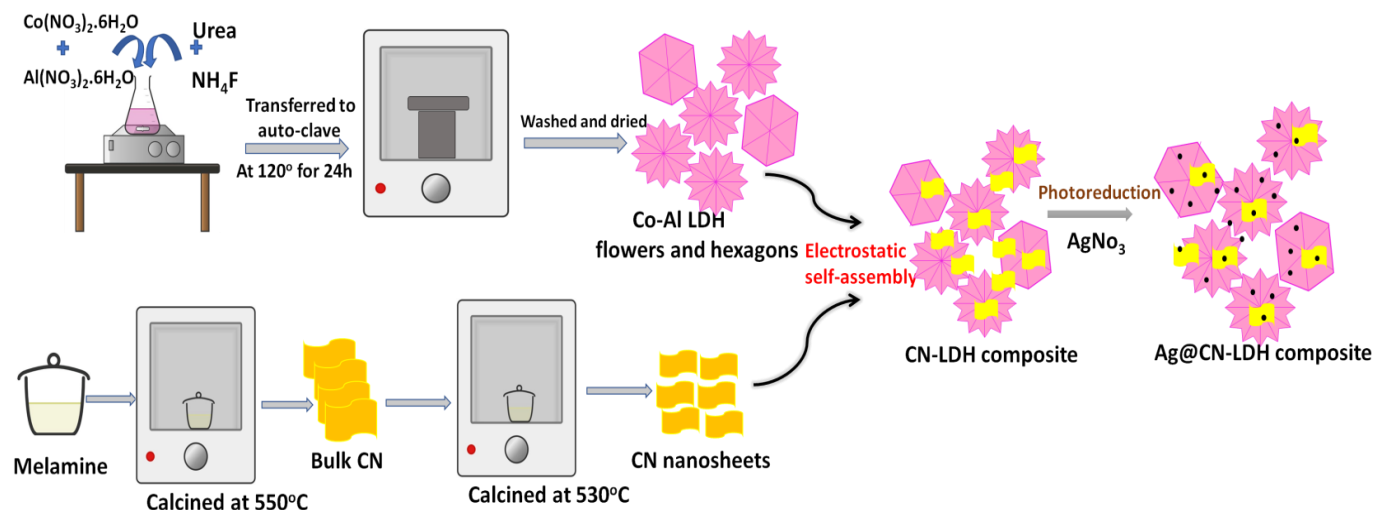 Co(NO₃)₂.6H₂O
+
Al(NO₃)₂.6H₂O
Urea
+
NH₄F
Transferred to
auto-clave
At 120º for 24h
Washed and dried
Co-Al LDH
flowers and hexagons
Electrostatic
self-assembly
CN-LDH composite
Photoreduction
AgNo₃
Ag@CN-LDH composite
Melamine
Calcined at 550ºC
Bulk CN
Calcined at 530ºC
CN nanosheets